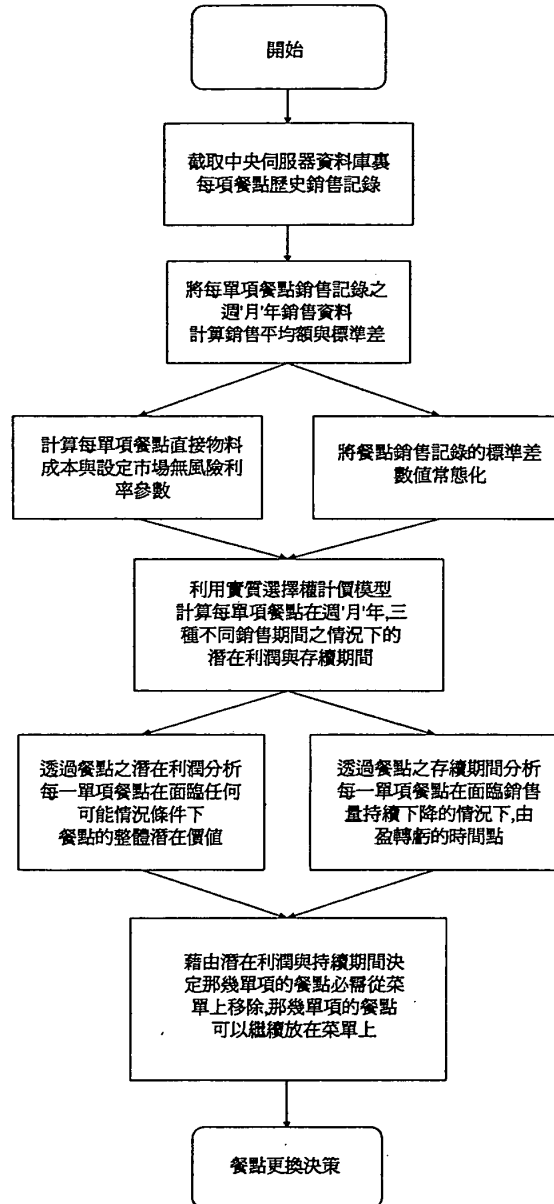 開始
截取中央伺服器資料庫裏
每項餐點歷史銷售記錄
將每單項餐點銷售記錄之
週'月'年銷售資料
計算銷售平均額與標準差
計算每單項餐點直接物料
成本與設定市場無風險利
率參數
將餐點銷售記錄的標準差
數值常態化
利用實質選擇權計價模型
計算每單項餐點在週'月'年,三
種不同銷售期間之情況下的
潛在利潤與存續期間
透過餐點之潛在利潤分析
每一單項餐點在面臨任何
可能情況條件下
餐點的整體潛在價值
透過餐點之存續期間分析
每一單項餐點在面臨銷售
量持續下降的情況下,由
盈轉虧的時間點
藉由潛在利潤與持續期間決
定那幾單項的餐點必需從菜
單上移除,那幾單項的餐點
可以繼續放在菜單上
餐點更換決策